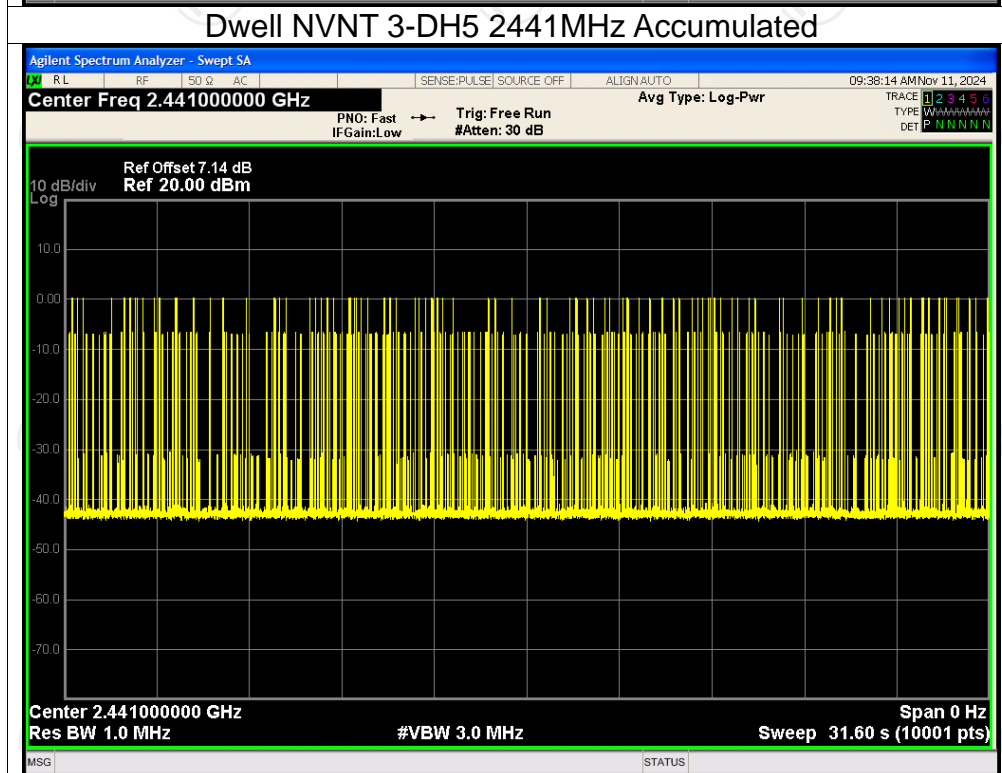 Dwell NVNT 3-DH5 2441MHz Accumulated
Agilent Spectrum Analyzer - Swept SA
LXI RL RF 50 Ω AC SENSE:PULSE SOURCE OFF ALIGN AUTO 09:38:14 AM Nov 11, 2024
Center Freq 2.441000000 GHz Avg Type: Log-Pwr TRACE 1 2 3 4 5 6
PNO: Fast Trig: Free Run TYPE WWWWWW
IFGain:Low #Atten: 30 dB DET P N N N N N
Ref Offset 7.14 dB
10 dB/div Ref 20.00 dBm
Log
10.0
0.00
-10.0
-20.0
-30.0
-40.0
-50.0
-60.0
-70.0
Center 2.441000000 GHz Span 0 Hz
Res BW 1.0 MHz #VBW 3.0 MHz Sweep 31.60 s (10001 pts)
MSG STATUS